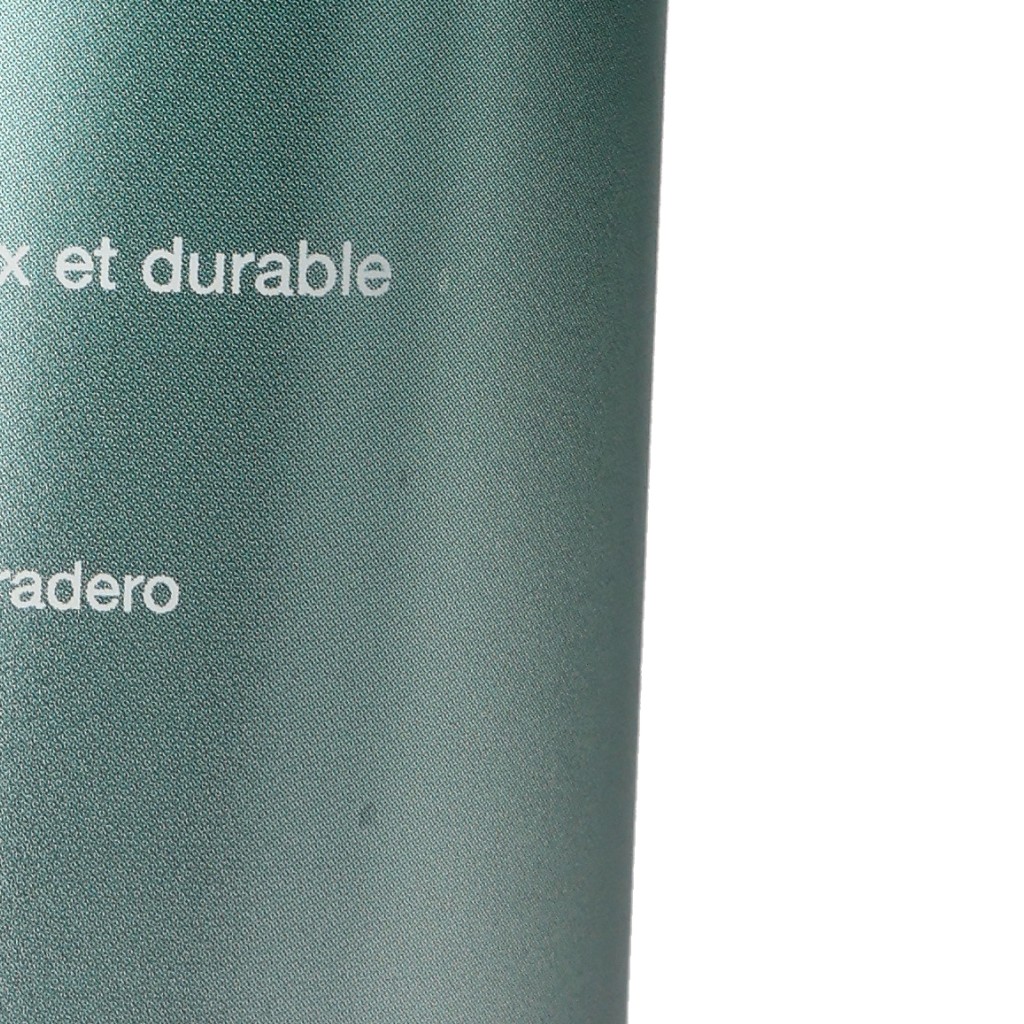 x et durable
radero